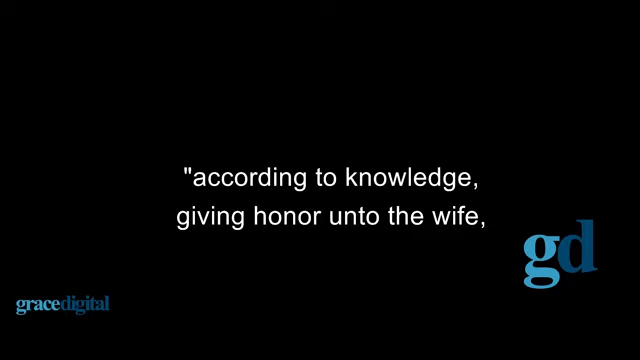 "according to knowledge,
giving honor unto the wife,
gd
gracedigital